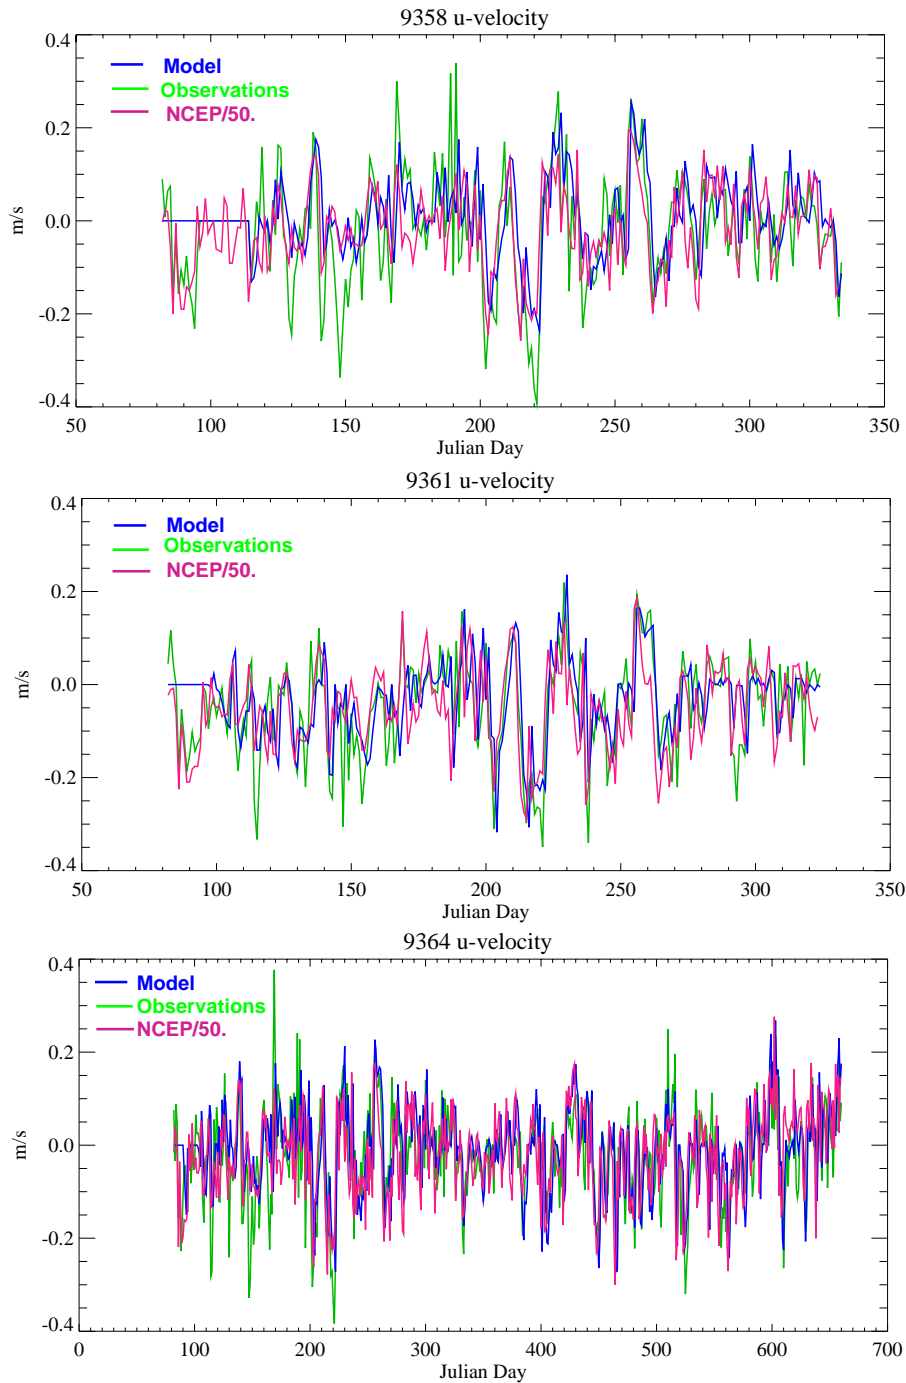 9358 u-velocity
0.4
Model
Observations
NCEP/50.
0.2
m/s
0.0
-0.2
-0.4
50 100 150 200 250 300 350
Julian Day
9361 u-velocity
0.4
Model
Observations
NCEP/50.
0.2
m/s
0.0
-0.2
-0.4
50 100 150 200 250 300 350
Julian Day
9364 u-velocity
0.4
Model
Observations
NCEP/50.
0.2
m/s
0.0
-0.2
-0.4
0 100 200 300 400 500 600 700
Julian Day